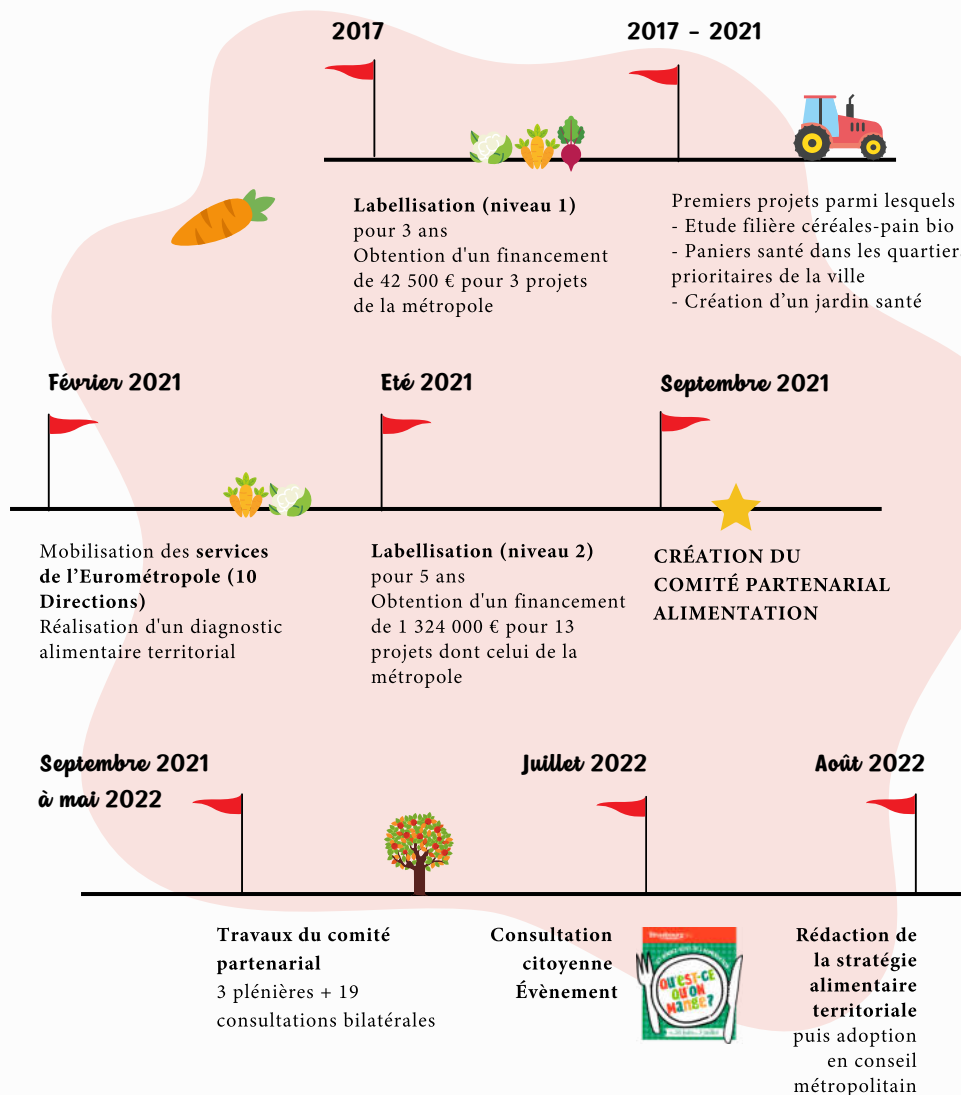 2017
Labellisation (niveau 1)
pour 3 ans
Obtention d'un financement
de 42 500 € pour 3 projets
de la métropole
2017 - 2021
Premiers projets parmi lesquels
- Etude filière céréales-pain bio
- Paniers santé dans les quartiers
prioritaires de la ville
- Création d’un jardin santé
Février 2021
Mobilisation des services
de l’Eurométropole (10
Directions)
Réalisation d'un diagnostic
alimentaire territorial
Eté 2021
Labellisation (niveau 2)
pour 5 ans
Obtention d'un financement
de 1 324 000 € pour 13
projets dont celui de la
métropole
Septembre 2021
CRÉATION DU
COMITÉ PARTENARIAL
ALIMENTATION
Septembre 2021
à mai 2022
Travaux du comité
partenarial
3 plénières + 19
consultations bilatérales
Juillet 2022
Consultation
citoyenne
Évènement
Strasbourg
QU'EST-CE
QU'ON
MANGE?
Août 2022
Rédaction de
la stratégie
alimentaire
territoriale
puis adoption
en conseil
métropolitain